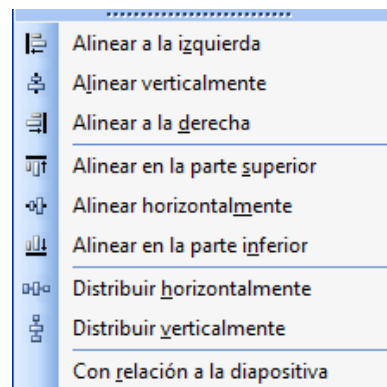 Alinear a la izquierda
Alinear verticalmente
Alinear a la derecha
Alinear en la parte superior
Alinear horizontalmente
Alinear en la parte inferior
Distribuir horizontalmente
Distribuir verticalmente
Con relación a la diapositiva